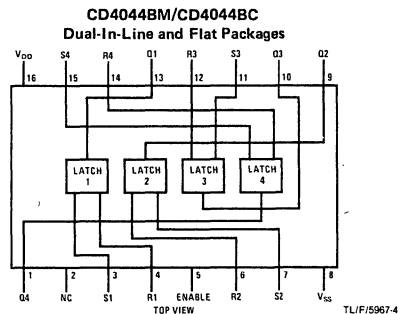 CD4044BM/CD4044BC
Dual-In-Line and Flat Packages
VDD S4 R4 Q1 R3 S3 Q3 Q2
16 15 14 13 12 11 10 9
LATCH 1
LATCH 2
LATCH 3
LATCH 4
1 2 3 4 5 6 7 8
Q4 NC S1 R1 ENABLE R2 S2 VSS
TOP VIEW
TL/F/5967-4